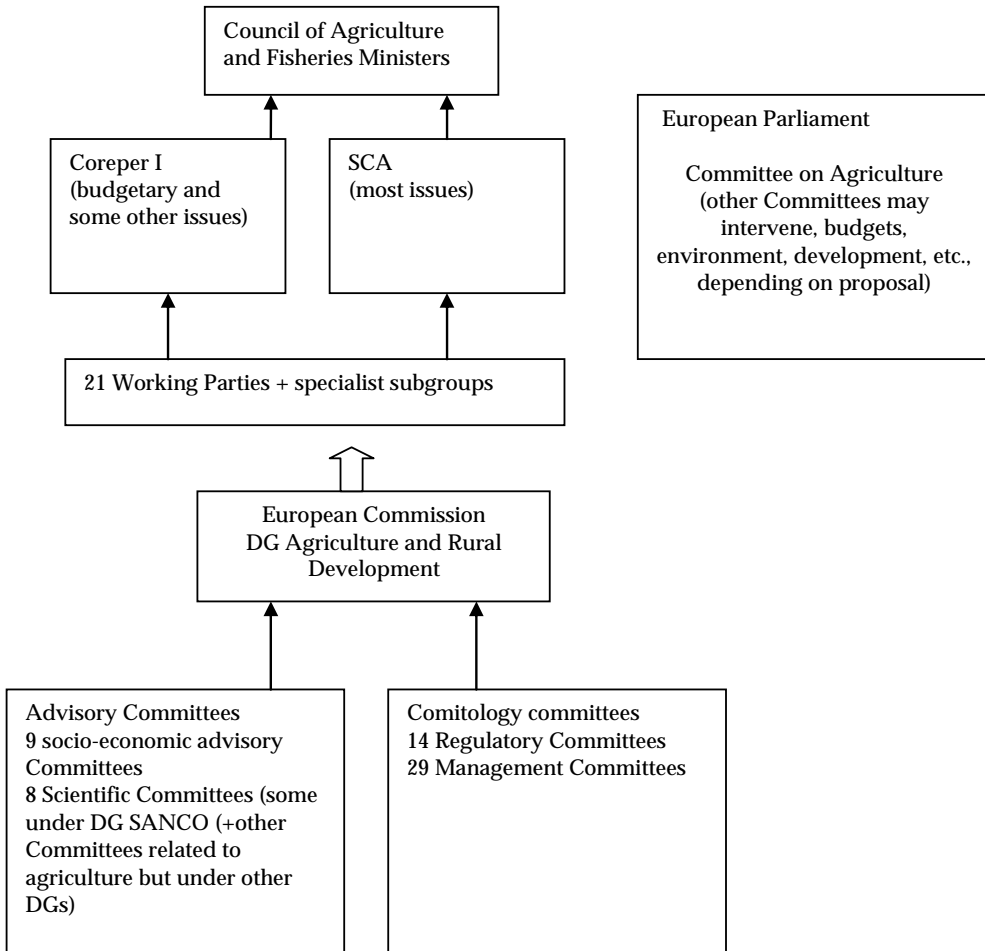 Council of Agriculture
and Fisheries Ministers
Coreper I
(budgetary and
some other issues)
SCA
(most issues)
European Parliament
Committee on Agriculture
(other Committees may
intervene, budgets,
environment, development, etc.,
depending on proposal)
21 Working Parties + specialist subgroups
European Commission
DG Agriculture and Rural
Development
Advisory Committees
9 socio-economic advisory
Committees
8 Scientific Committees (some
under DG SANCO (+other
Committees related to
agriculture but under other
DGs)
Comitology committees
14 Regulatory Committees
29 Management Committees